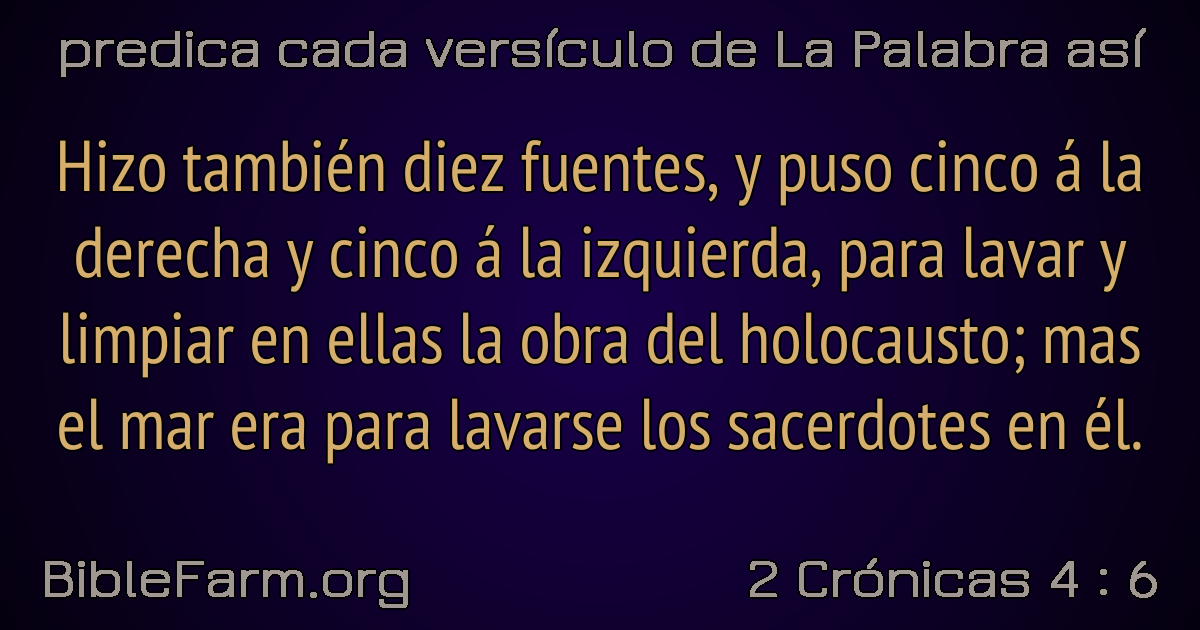 predica cada versículo de La Palabra así
Hizo también diez fuentes, y puso cinco á la
derecha y cinco á la izquierda, para lavar y
limpiar en ellas la obra del holocausto; mas
el mar era para lavarse los sacerdotes en él.
BibleFarm.org
2 Crónicas 4 : 6